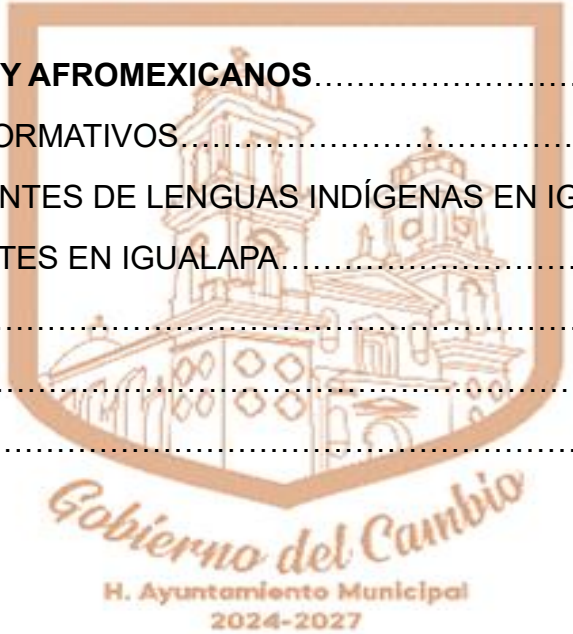 Y AFROMEXICANOS..............................
ORMATIVOS..........................................
NTES DE LENGUAS INDÍGENAS EN IG
TES EN IGUALAPA................................
...........................................................
...........................................................
...........................................................
Gobierno del Cambio
H. Ayuntamiento Municipal
2024-2027